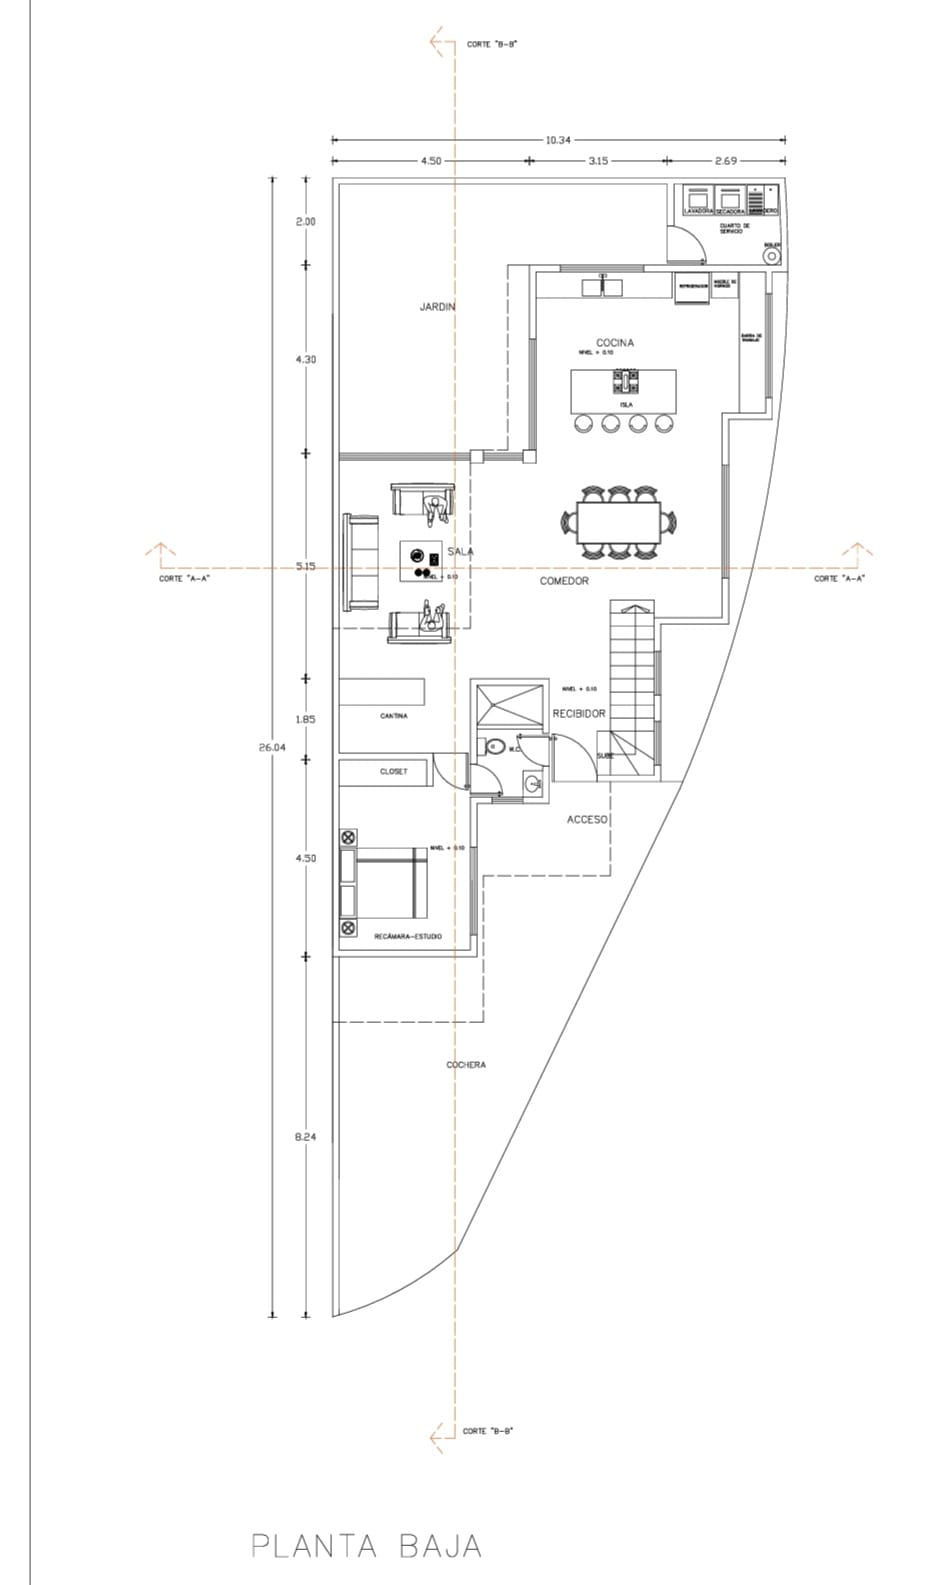 CORTE "B-B"
10.34
4.50
3.15
2.69
2.00
LAVADORA
SECADORA
LAVADERO
CUARTO DE
SERVICIO
BOILER
REFRIGERADOR
MUEBLE DE
HORNOS
JARDIN
COCINA
NIVEL + 0.10
BARRA DE
TRABAJO
4.30
ISLA
SALA
NIVEL + 0.10
5.15
CORTE "A-A"
CORTE "A-A"
COMEDOR
NIVEL + 0.10
RECIBIDOR
CANTINA
1.85
26.04
W.C.
SUBE
CLOSET
ACCESO
NIVEL + 0.10
4.50
RECÁMARA-ESTUDIO
COCHERA
8.24
CORTE "B-B"
PLANTA BAJA